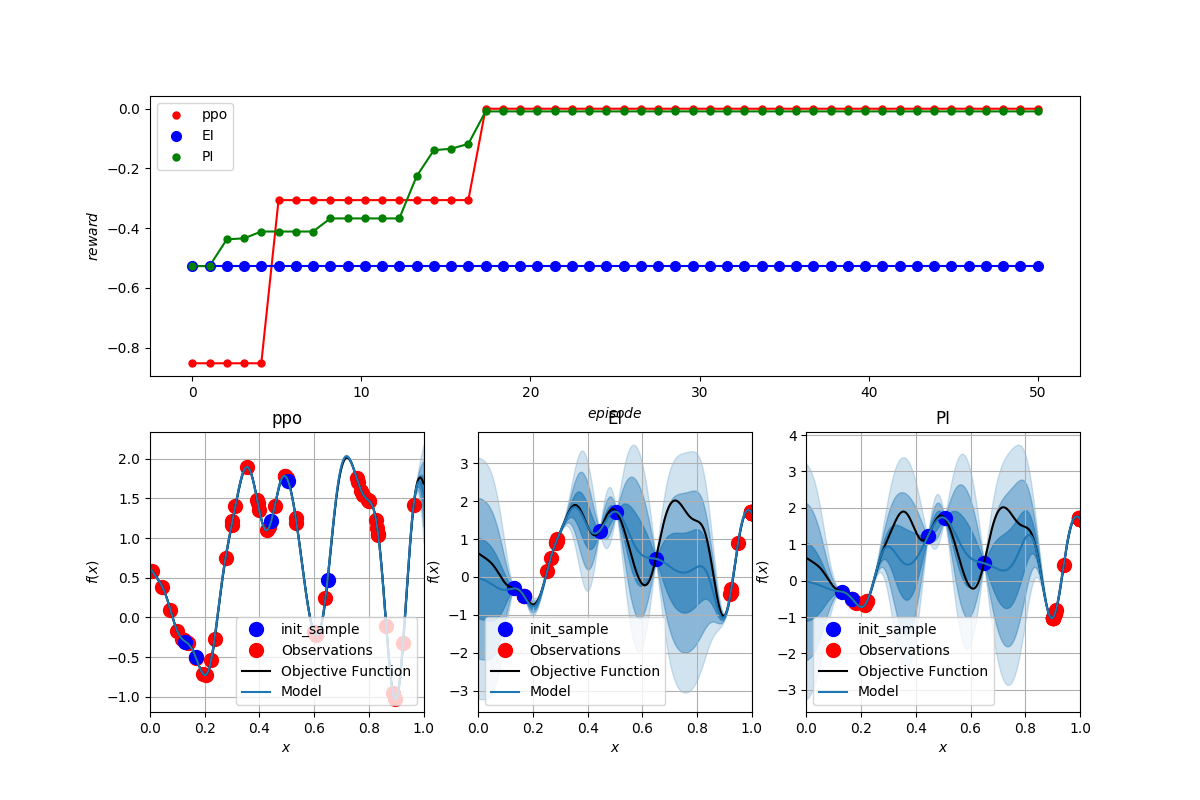 ppo
EI
PI
reward
0.0
−0.2
−0.4
−0.6
−0.8
0 10 20 30 40 50
episode
ppo EI PI
f(x)
2.0
1.5
1.0
0.5
0.0
−0.5
−1.0
init_sample
Observations
Objective Function
Model
0.0 0.2 0.4 0.6 0.8 1.0
x
f(x)
3
2
1
0
−1
−2
−3
init_sample
Observations
Objective Function
Model
0.0 0.2 0.4 0.6 0.8 1.0
x
f(x)
4
3
2
1
0
−1
−2
−3
init_sample
Observations
Objective Function
Model
0.0 0.2 0.4 0.6 0.8 1.0
x